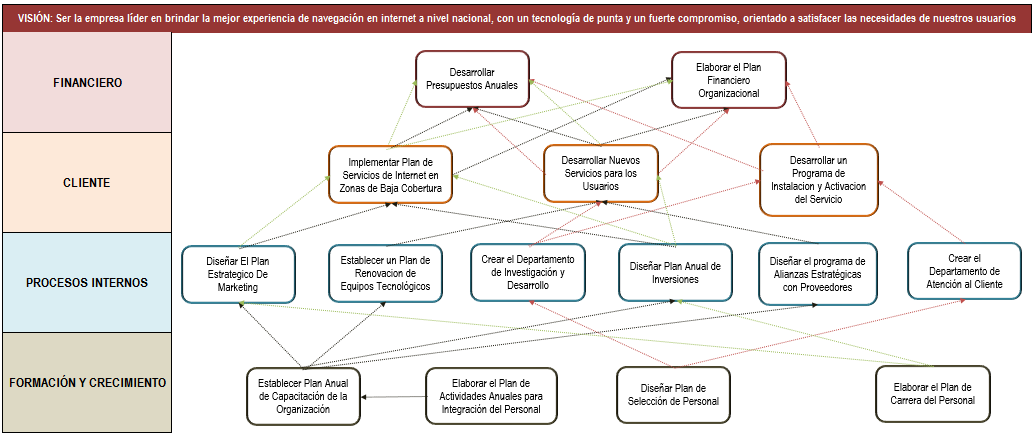 VISIÓN: Ser la empresa líder en brindar la mejor experiencia de navegación en internet a nivel nacional, con un tecnología de punta y un fuerte compromiso, orientado a satisfacer las necesidades de nuestros usuarios
FINANCIERO
Desarrollar
Presupuestos Anuales
Elaborar el Plan
Financiero
Organizacional
CLIENTE
Implementar Plan de
Servicios de Internet en
Zonas de Baja Cobertura
Desarrollar Nuevos
Servicios para los
Usuarios
Desarrollar un
Programa de
Instalacion y Activacion
del Servicio
PROCESOS INTERNOS
Diseñar El Plan
Estrategico De
Marketing
Establecer un Plan de
Renovacion de
Equipos Tecnológicos
Crear el Departamento
de Investigación y
Desarrollo
Diseñar Plan Anual de
Inversiones
Diseñar el programa de
Alianzas Estratégicas
con Proveedores
Crear el
Departamento de
Atención al Cliente
FORMACIÓN Y CRECIMIENTO
Establecer Plan Anual
de Capacitación de la
Organización
Elaborar el Plan de
Actividades Anuales para
Integración del Personal
Diseñar Plan de
Selección de Personal
Elaborar el Plan de
Carrera del Personal